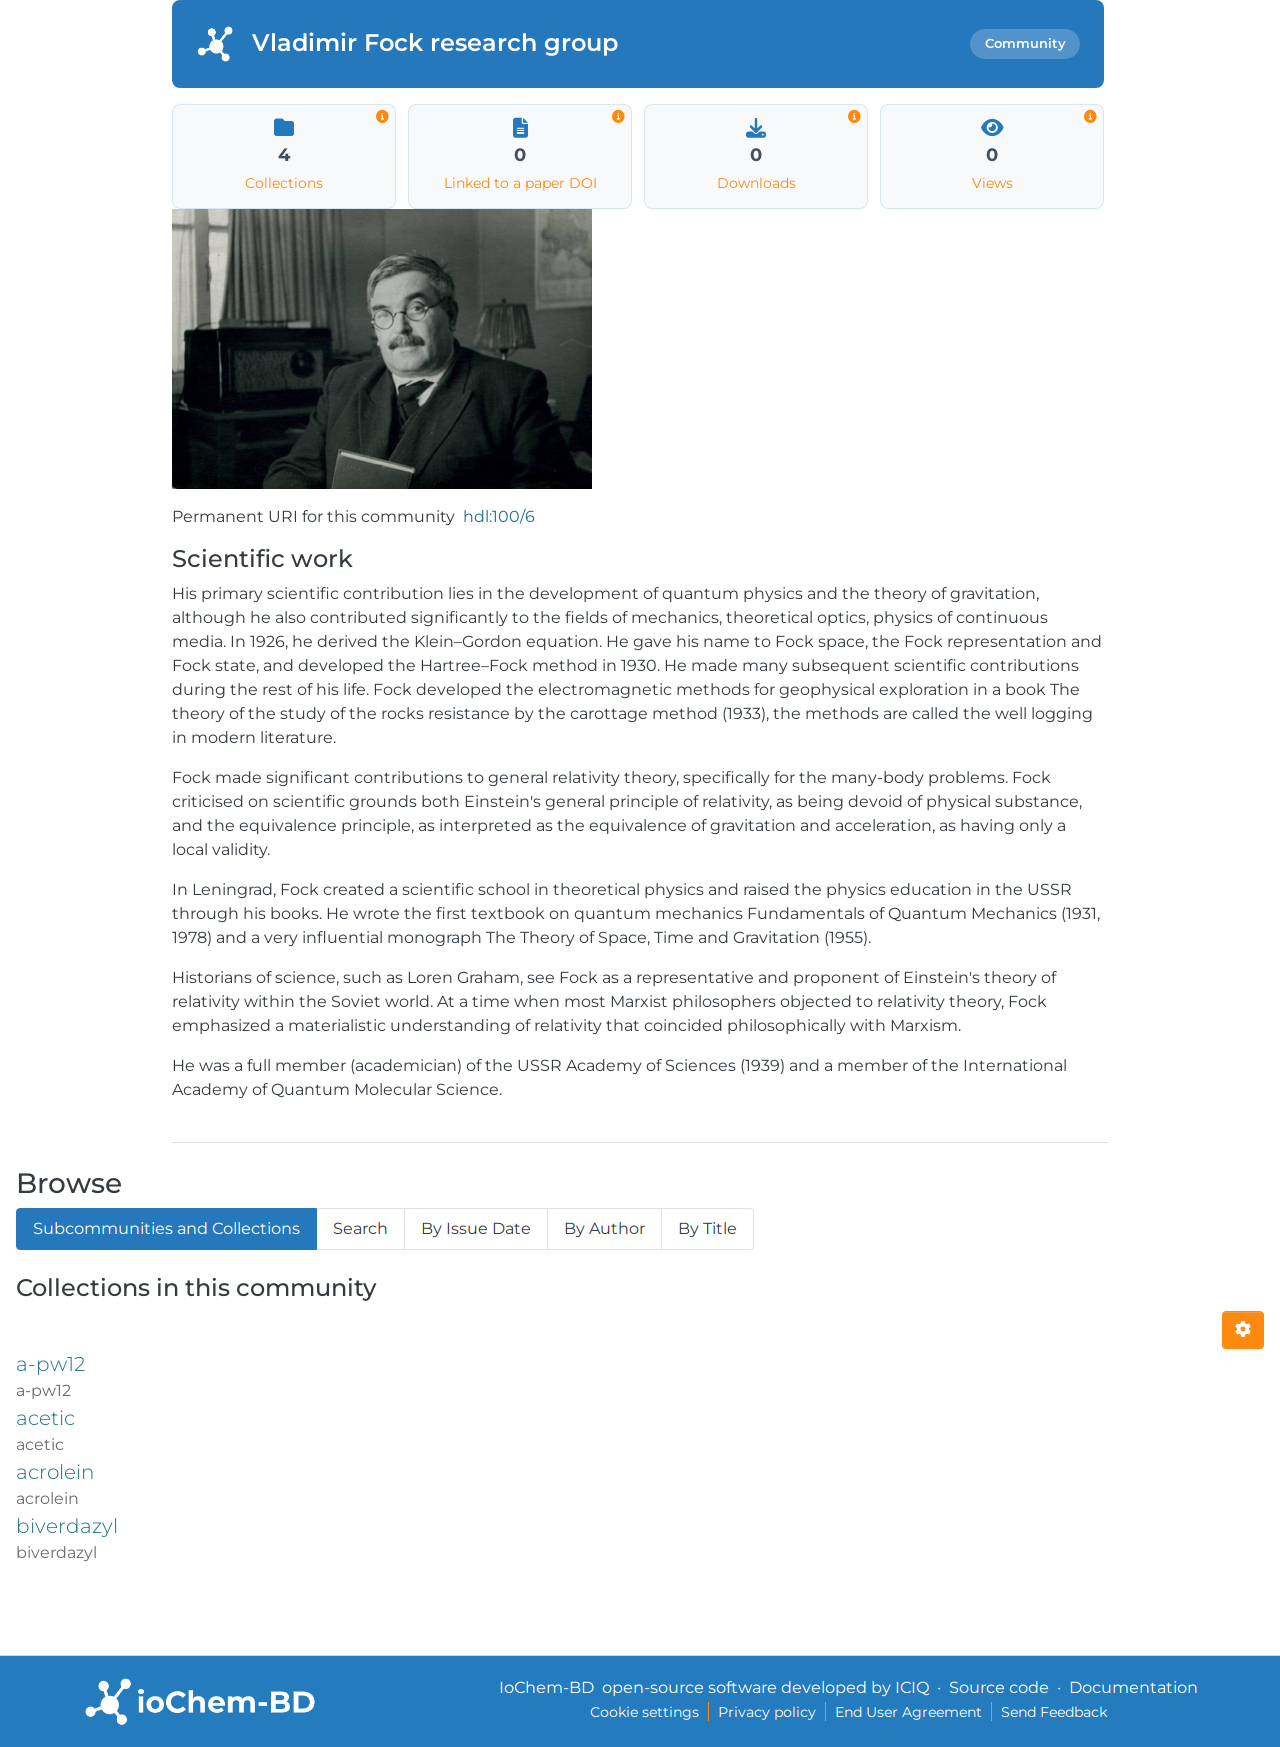 Vladimir Fock research group
Community
4
Collections
0
Linked to a paper DOI
0
Downloads
0
Views
Permanent URI for this community hdl:100/6
Scientific work
His primary scientific contribution lies in the development of quantum physics and the theory of gravitation,
although he also contributed significantly to the fields of mechanics, theoretical optics, physics of continuous
media. In 1926, he derived the Klein–Gordon equation. He gave his name to Fock space, the Fock representation and
Fock state, and developed the Hartree–Fock method in 1930. He made many subsequent scientific contributions
during the rest of his life. Fock developed the electromagnetic methods for geophysical exploration in a book The
theory of the study of the rocks resistance by the carottage method (1933), the methods are called the well logging
in modern literature.
Fock made significant contributions to general relativity theory, specifically for the many-body problems. Fock
criticised on scientific grounds both Einstein's general principle of relativity, as being devoid of physical substance,
and the equivalence principle, as interpreted as the equivalence of gravitation and acceleration, as having only a
local validity.
In Leningrad, Fock created a scientific school in theoretical physics and raised the physics education in the USSR
through his books. He wrote the first textbook on quantum mechanics Fundamentals of Quantum Mechanics (1931,
1978) and a very influential monograph The Theory of Space, Time and Gravitation (1955).
Historians of science, such as Loren Graham, see Fock as a representative and proponent of Einstein's theory of
relativity within the Soviet world. At a time when most Marxist philosophers objected to relativity theory, Fock
emphasized a materialistic understanding of relativity that coincided philosophically with Marxism.
He was a full member (academician) of the USSR Academy of Sciences (1939) and a member of the International
Academy of Quantum Molecular Science.
Browse
Subcommunities and Collections Search By Issue Date By Author By Title
Collections in this community
a-pw12
a-pw12
acetic
acetic
acrolein
acrolein
biverdazyl
biverdazyl
ioChem-BD
IoChem-BD open-source software developed by ICIQ · Source code · Documentation
Cookie settings Privacy policy End User Agreement Send Feedback